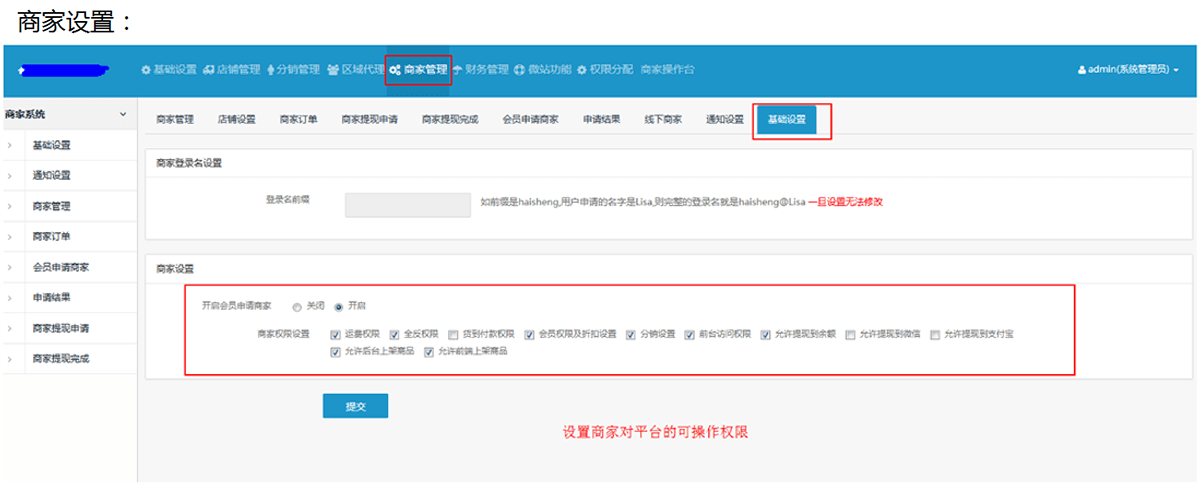 商家设置：
基础设置 店铺管理 分销管理 区域代理 商家管理 财务管理 微站功能 权限分配 商家操作台 admin(系统管理员)
商家系统
基础设置
通知设置
商家管理
商家订单
会员申请商家
申请结果
商家提现申请
商家提现完成
商家管理 店铺设置 商家订单 商家提现申请 商家提现完成 会员申请商家 申请结果 线下商家 通知设置 基础设置
商家登录名设置
登录名前缀 如前缀是haisheng,用户申请的名字是Lisa,则完整的登录名就是haisheng@Lisa 一旦设置无法修改
商家设置
开启会员申请商家 关闭 开启
商家权限设置 运费权限 全反权限 货到付款权限 会员权限及折扣设置 分销设置 前台访问权限 允许提现到余额 允许提现到微信 允许提现到支付宝
允许后台上架商品 允许前端上架商品
提交
设置商家对平台的可操作权限